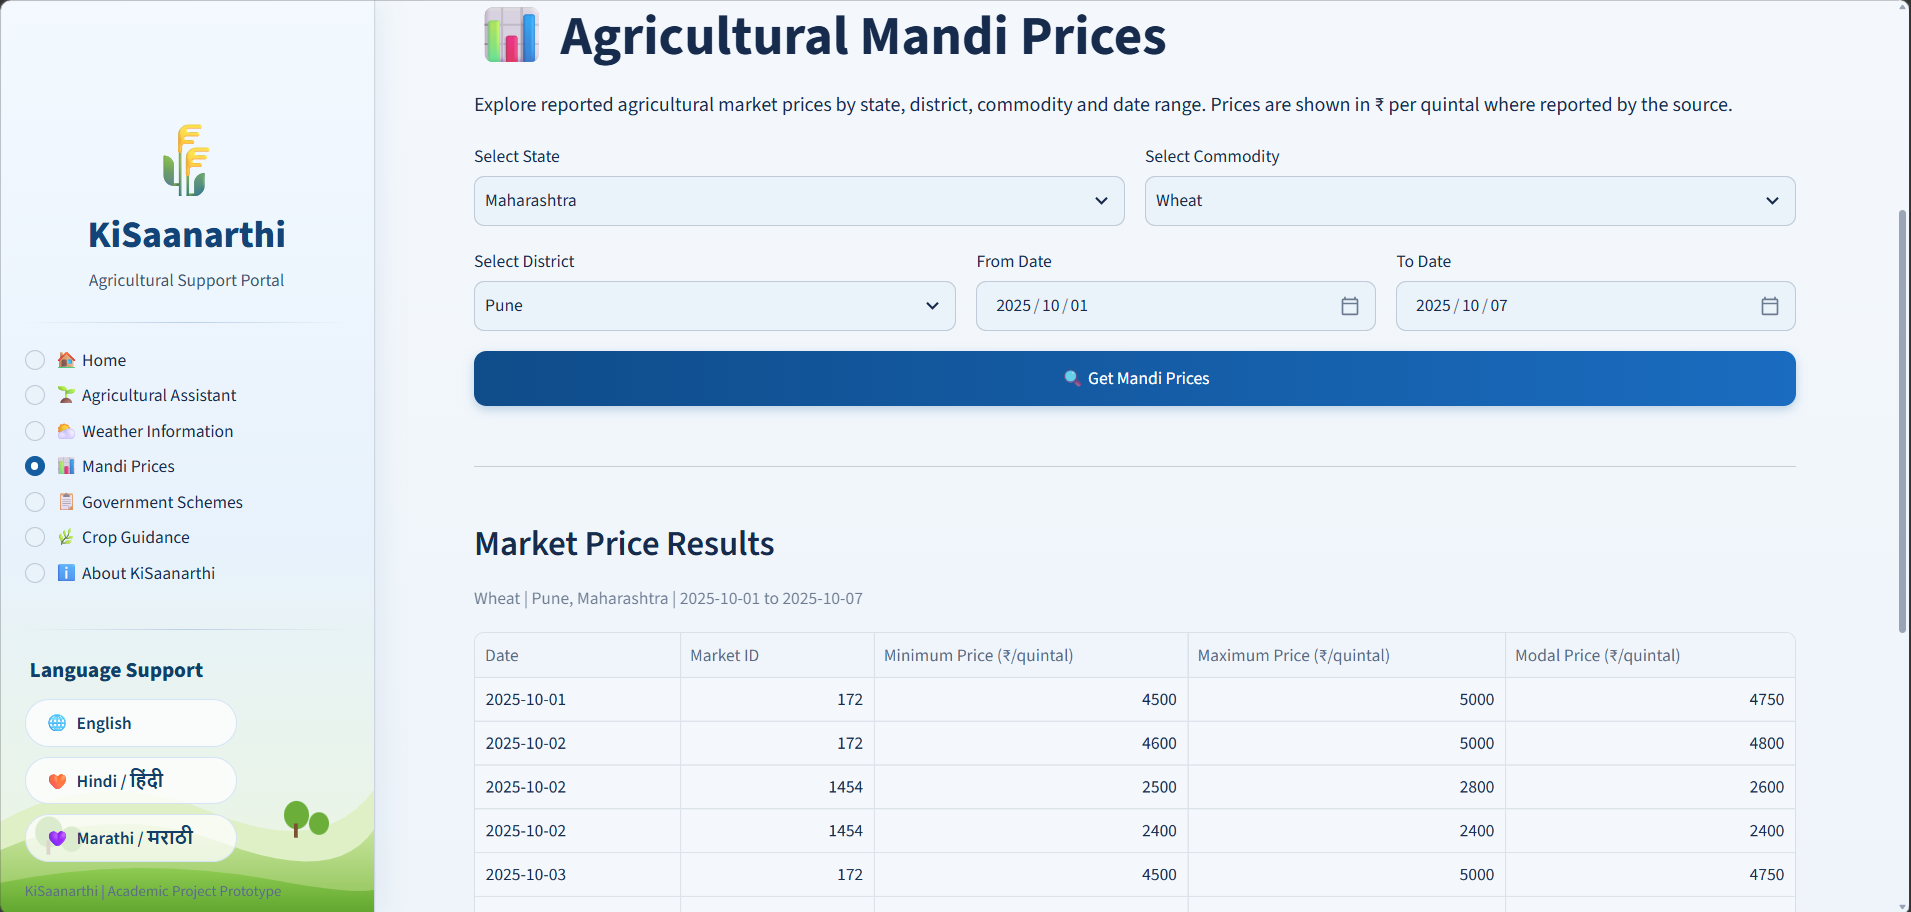 KiSaanarthi
Agricultural Support Portal
Home
Agricultural Assistant
Weather Information
Mandi Prices
Government Schemes
Crop Guidance
About KiSaanarthi
Language Support
English
Hindi / हिंदी
Marathi / मराठी
KiSaanarthi | Academic Project Prototype
Agricultural Mandi Prices
Explore reported agricultural market prices by state, district, commodity and date range. Prices are shown in ₹ per quintal where reported by the source.
Select State Select Commodity
Maharashtra Wheat
Select District From Date To Date
Pune 2025 / 10 / 01 2025 / 10 / 07
Get Mandi Prices
Market Price Results
Wheat | Pune, Maharashtra | 2025-10-01 to 2025-10-07
Date Market ID Minimum Price (₹/quintal) Maximum Price (₹/quintal) Modal Price (₹/quintal)
2025-10-01 172 4500 5000 4750
2025-10-02 172 4600 5000 4800
2025-10-02 1454 2500 2800 2600
2025-10-02 1454 2400 2400 2400
2025-10-03 172 4500 5000 4750